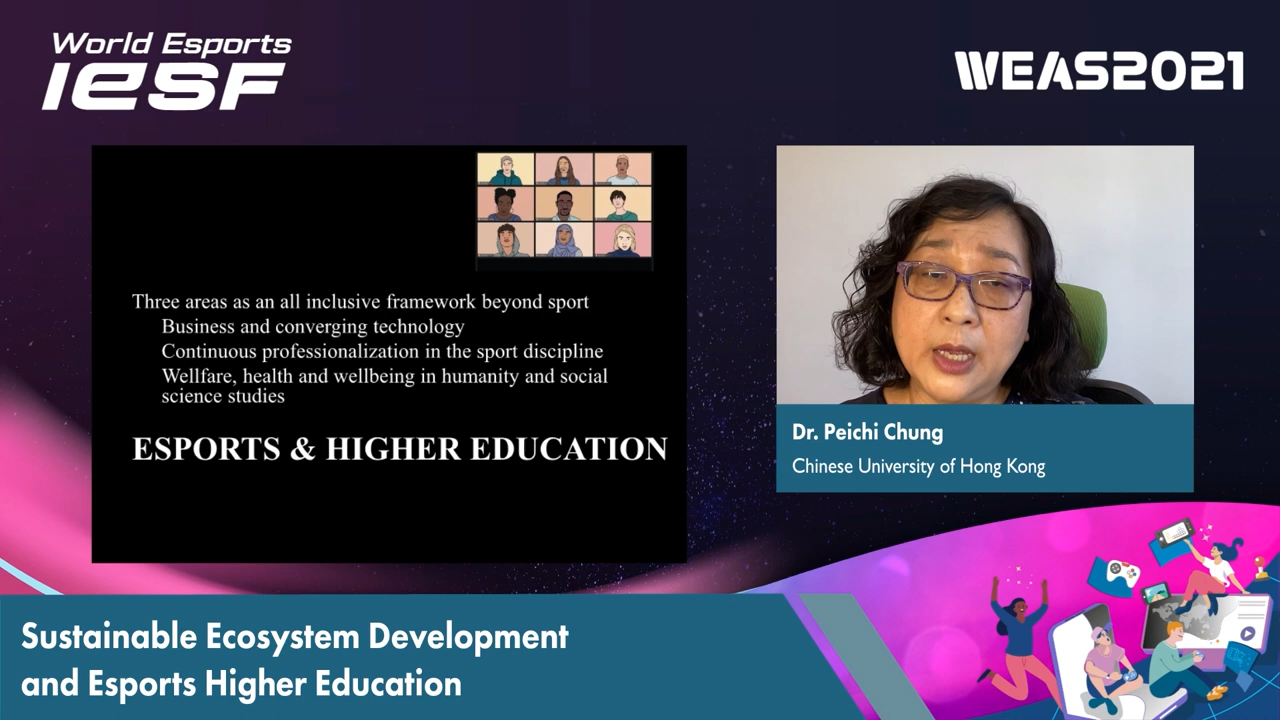 World Esports
IESF
WEAS2021
Three areas as an all inclusive framework beyond sport
Business and converging technology
Continuous professionalization in the sport discipline
Wellfare, health and wellbeing in humanity and social
science studies
ESPORTS & HIGHER EDUCATION
Dr. Peichi Chung
Chinese University of Hong Kong
Sustainable Ecosystem Development
and Esports Higher Education